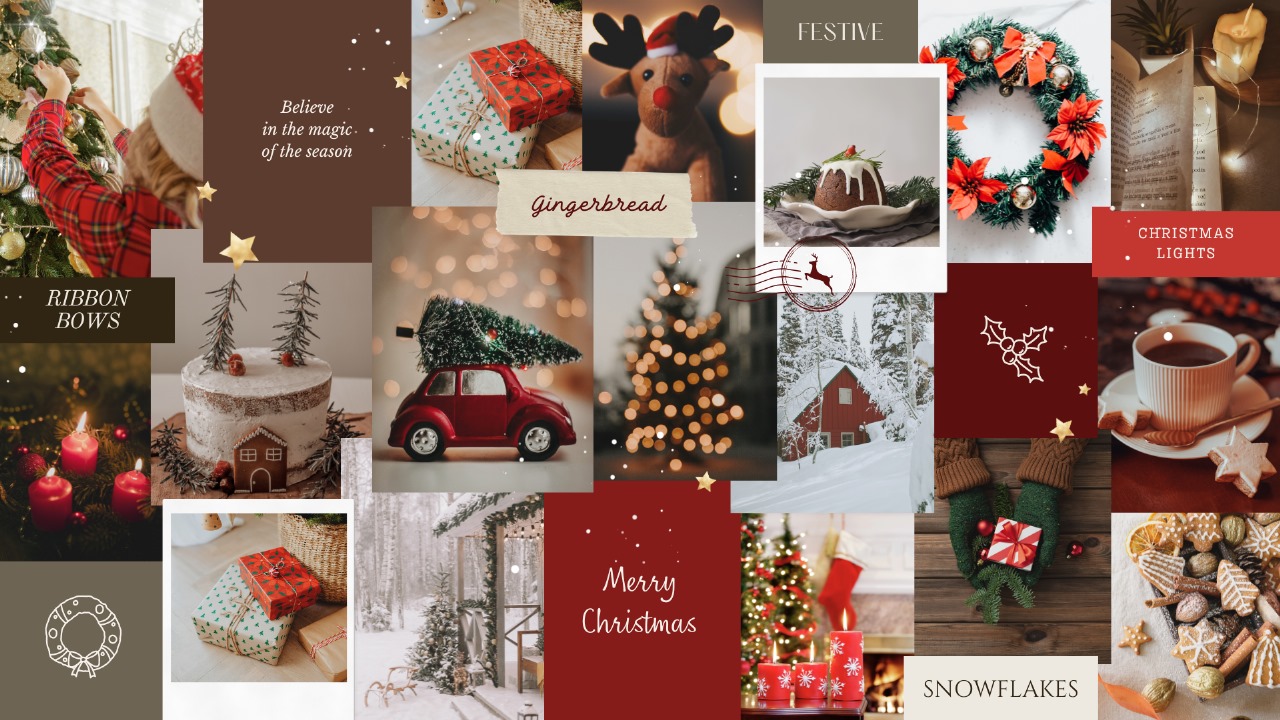 FESTIVE
Believe
in the magic
of the season
Gingerbread
CHRISTMAS
LIGHTS
RIBBON
BOWS
Merry
Christmas
SNOWFLAKES